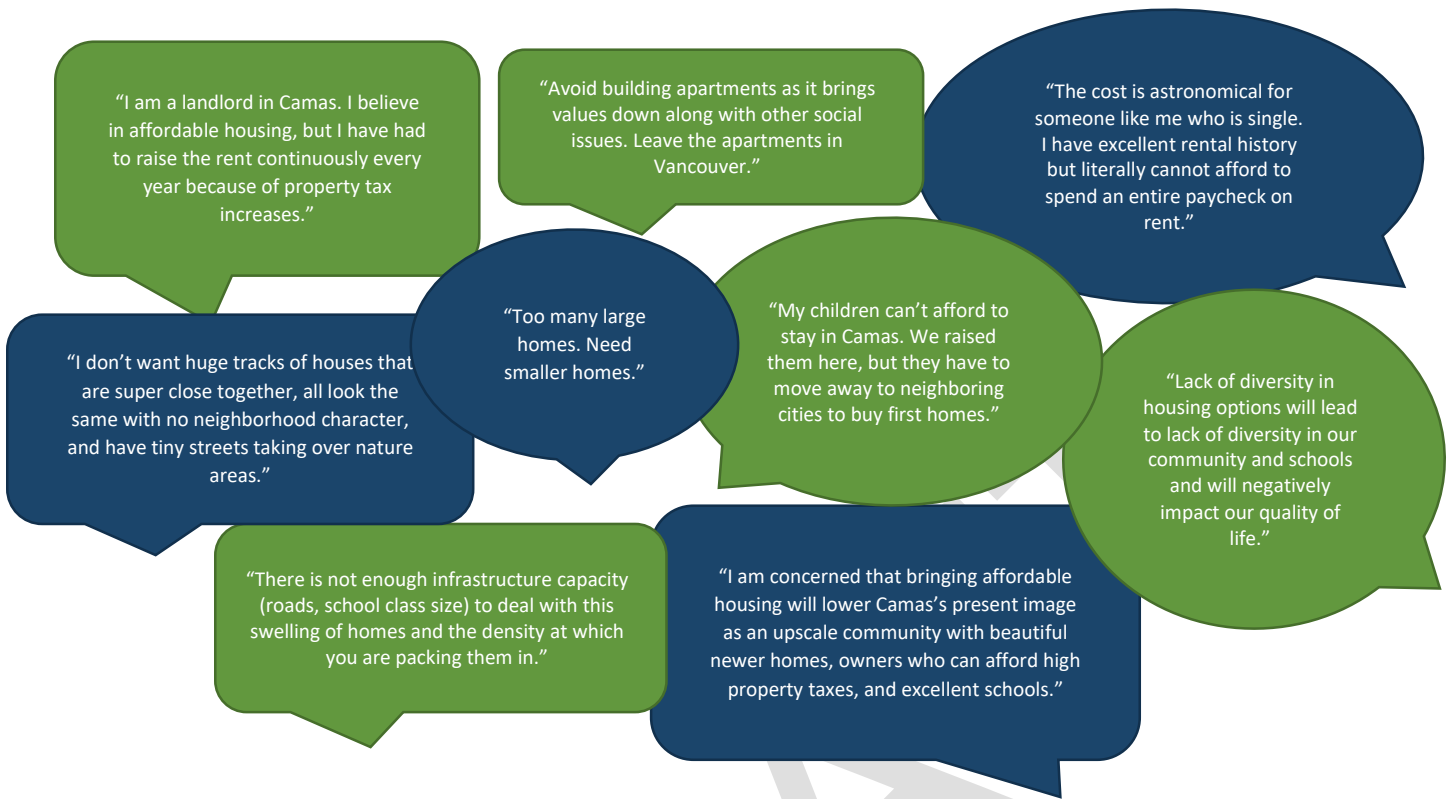 “I am a landlord in Camas. I believe
in affordable housing, but I have had
to raise the rent continuously every
year because of property tax
increases.”
“Avoid building apartments as it brings
values down along with other social
issues. Leave the apartments in
Vancouver.”
“The cost is astronomical for
someone like me who is single.
I have excellent rental history
but literally cannot afford to
spend an entire paycheck on
rent.”
“I don’t want huge tracks of houses that
are super close together, all look the
same with no neighborhood character,
and have tiny streets taking over nature
areas.”
“Too many large
homes. Need
smaller homes.”
“My children can’t afford to
stay in Camas. We raised
them here, but they have to
move away to neighboring
cities to buy first homes.”
“Lack of diversity in
housing options will lead
to lack of diversity in our
community and schools
and will negatively
impact our quality of
life.”
“There is not enough infrastructure capacity
(roads, school class size) to deal with this
swelling of homes and the density at which
you are packing them in.”
“I am concerned that bringing affordable
housing will lower Camas’s present image
as an upscale community with beautiful
newer homes, owners who can afford high
property taxes, and excellent schools.”